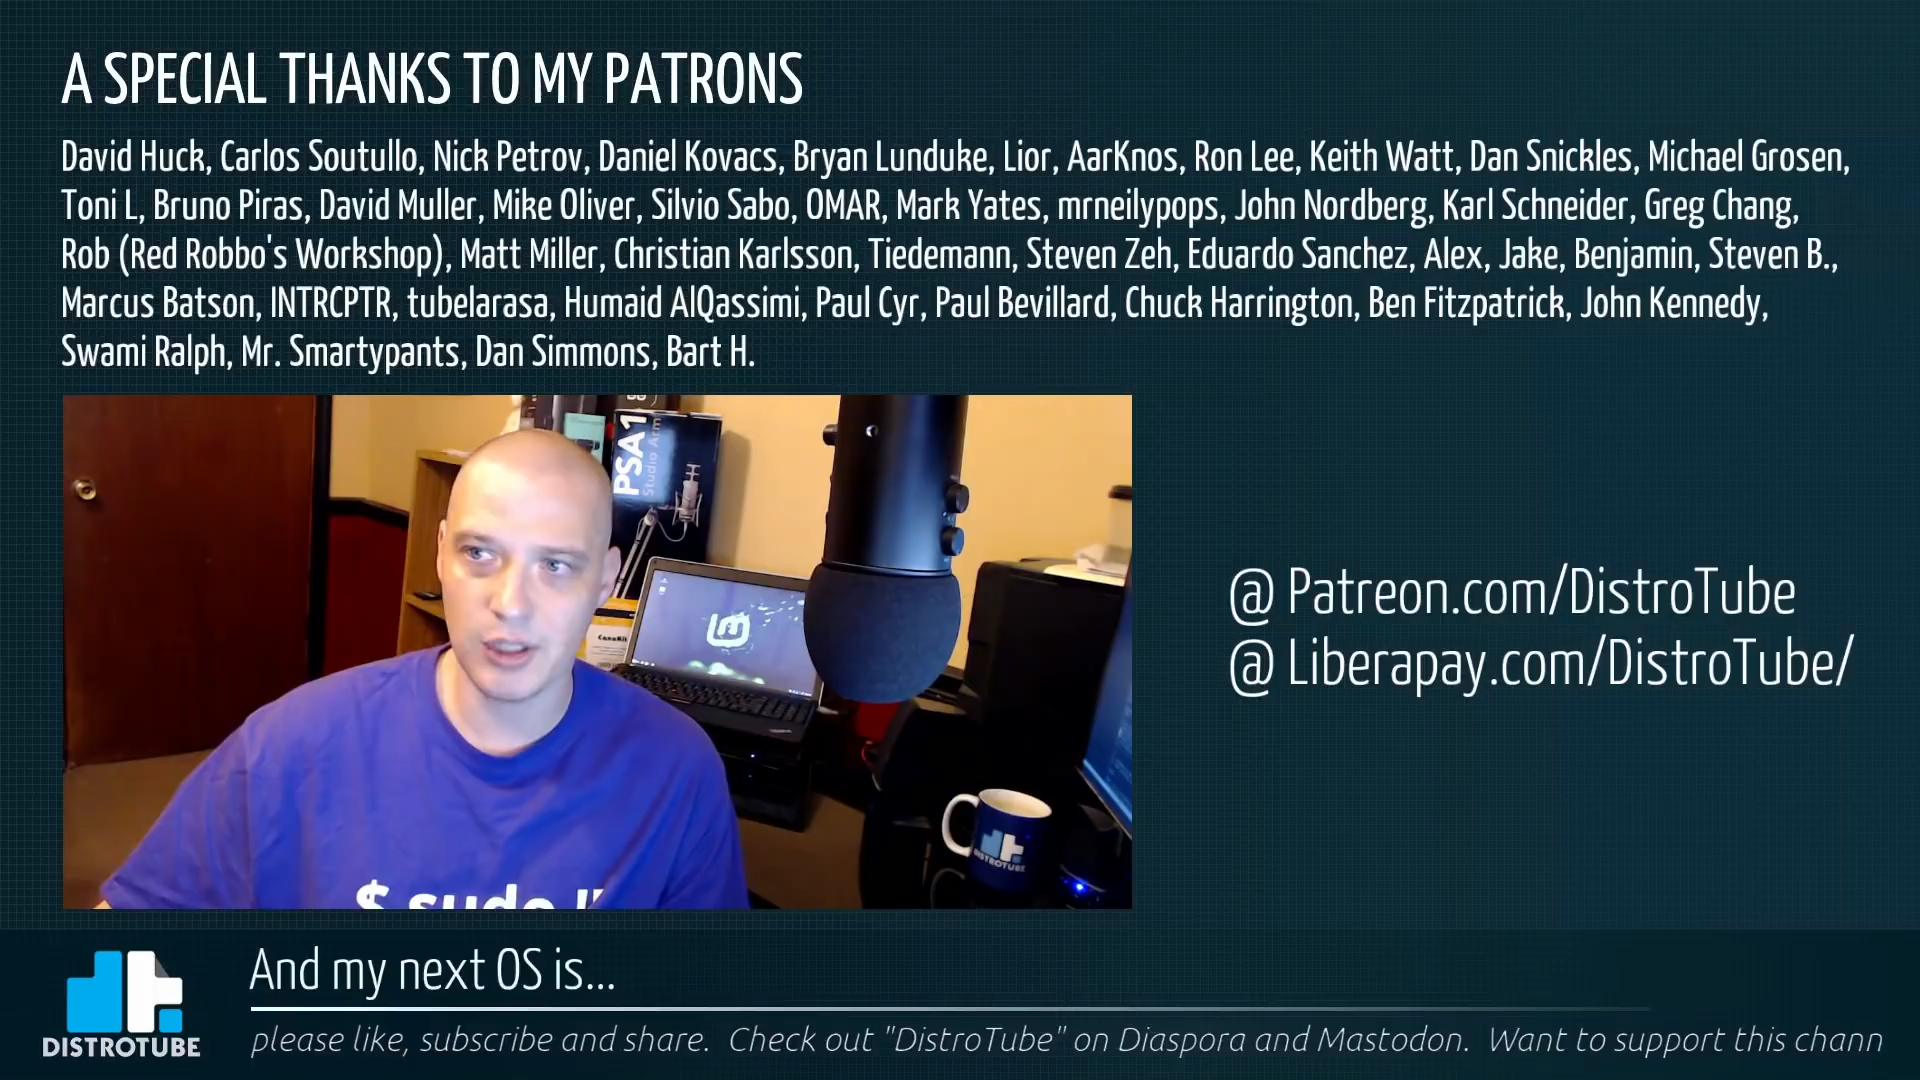 A SPECIAL THANKS TO MY PATRONS
David Huck, Carlos Soutullo, Nick Petrov, Daniel Kovacs, Bryan Lunduke, Lior, AarKnos, Ron Lee, Keith Watt, Dan Snickles, Michael Grosen,
Toni L, Bruno Piras, David Muller, Mike Oliver, Silvio Sabo, OMAR, Mark Yates, mrneilypops, John Nordberg, Karl Schneider, Greg Chang,
Rob (Red Robbo's Workshop), Matt Miller, Christian Karlsson, Tiedemann, Steven Zeh, Eduardo Sanchez, Alex, Jake, Benjamin, Steven B.,
Marcus Batson, INTRCPTR, tubelarasa, Humaid AlQassimi, Paul Cyr, Paul Bevillard, Chuck Harrington, Ben Fitzpatrick, John Kennedy,
Swami Ralph, Mr. Smartypants, Dan Simmons, Bart H.
PSA1
Studio Arm
CanaKit
@ Patreon.com/DistroTube
@ Liberapay.com/DistroTube/
DISTROTUBE
$ sudo !!
And my next OS is...
please like, subscribe and share. Check out "DistroTube" on Diaspora and Mastodon. Want to support this chann
DISTROTUBE